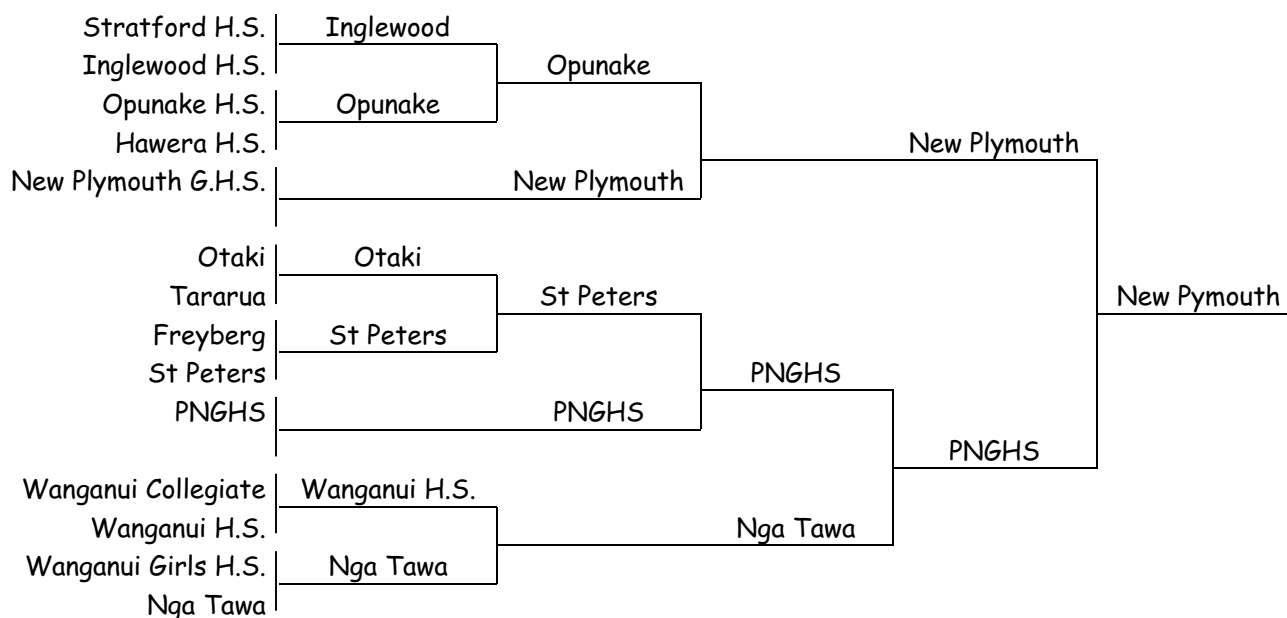 Stratford H.S. Inglewood
Inglewood H.S. Opunake
Opunake H.S. Opunake
Hawera H.S. New Plymouth
New Plymouth G.H.S. New Plymouth
Otaki Otaki
Tararua St Peters New Pymouth
Freyberg St Peters
St Peters PNGHS
PNGHS PNGHS
PNGHS
Wanganui Collegiate Wanganui H.S.
Wanganui H.S. Nga Tawa
Wanganui Girls H.S. Nga Tawa
Nga Tawa